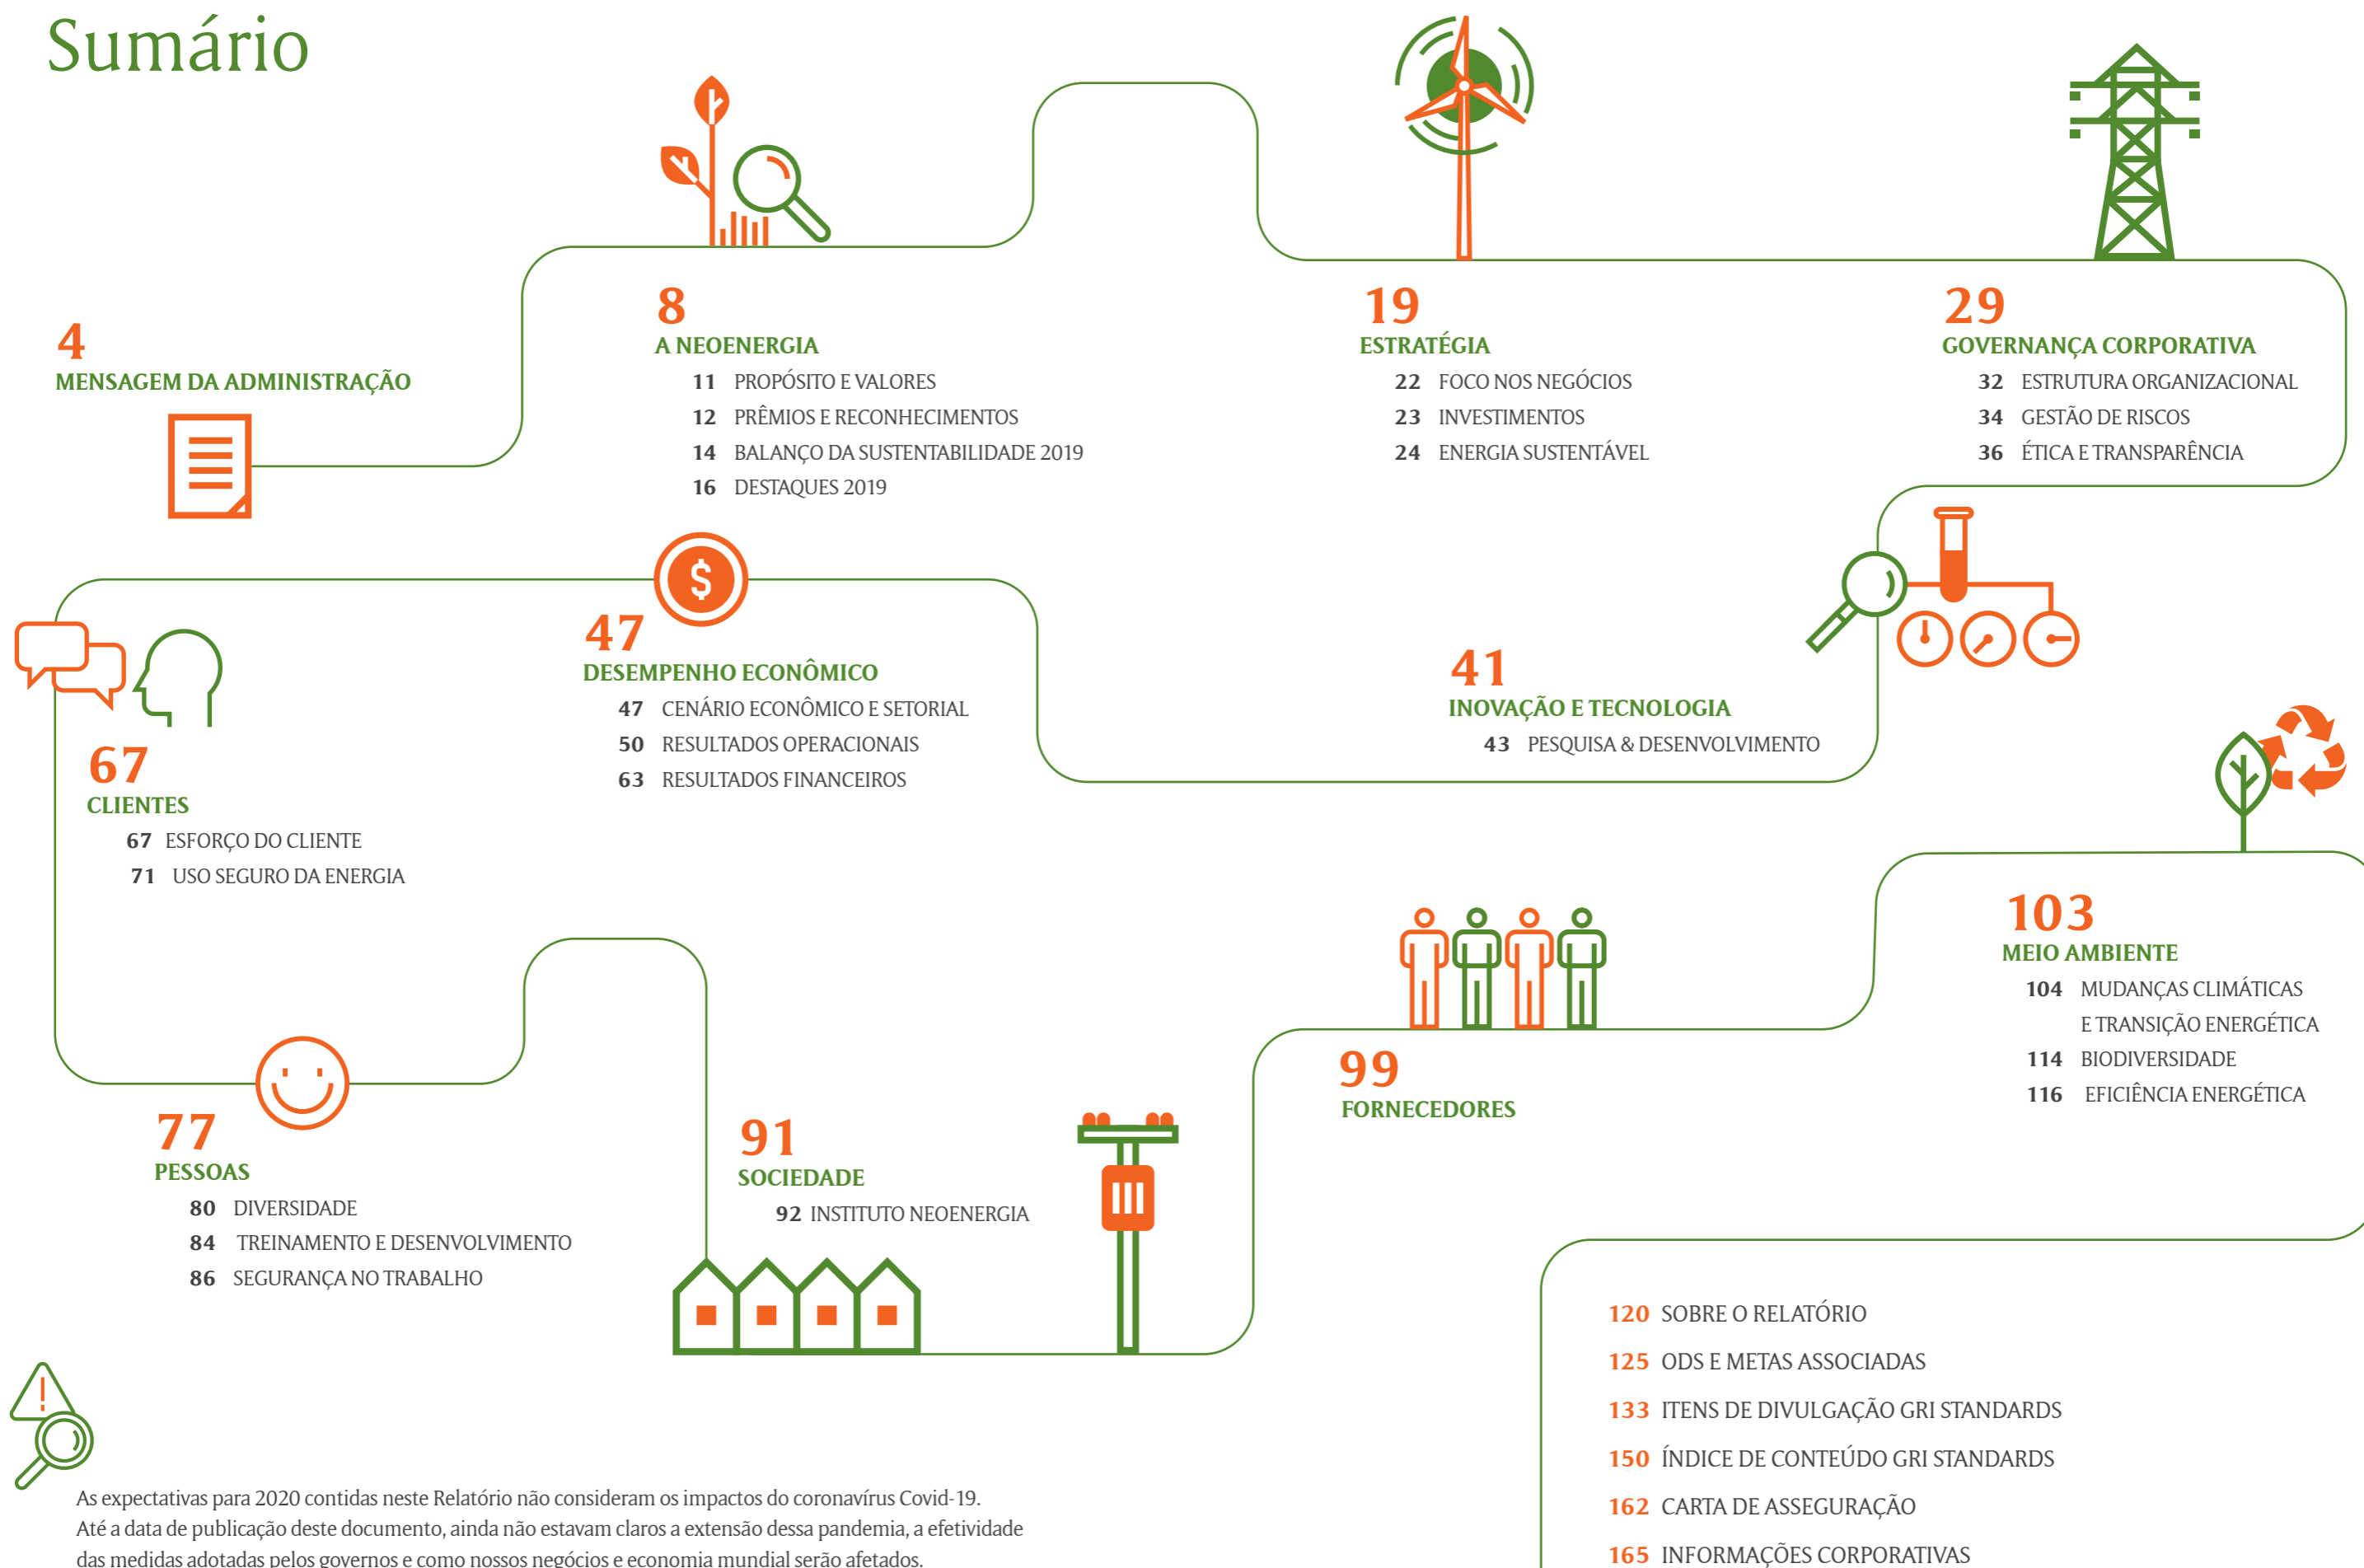 Sumário
4
MENSAGEM DA ADMINISTRAÇÃO
8
A NEOENERGIA
11 PROPÓSITO E VALORES
12 PRÊMIOS E RECONHECIMENTOS
14 BALANÇO DA SUSTENTABILIDADE 2019
16 DESTAQUES 2019
19
ESTRATÉGIA
22 FOCO NOS NEGÓCIOS
23 INVESTIMENTOS
24 ENERGIA SUSTENTÁVEL
29
GOVERNANÇA CORPORATIVA
32 ESTRUTURA ORGANIZACIONAL
34 GESTÃO DE RISCOS
36 ÉTICA E TRANSPARÊNCIA
41
INOVAÇÃO E TECNOLOGIA
43 PESQUISA & DESENVOLVIMENTO
$
47
DESEMPENHO ECONÔMICO
47 CENÁRIO ECONÔMICO E SETORIAL
50 RESULTADOS OPERACIONAIS
63 RESULTADOS FINANCEIROS
67
CLIENTES
67 ESFORÇO DO CLIENTE
71 USO SEGURO DA ENERGIA
77
PESSOAS
80 DIVERSIDADE
84 TREINAMENTO E DESENVOLVIMENTO
86 SEGURANÇA NO TRABALHO
91
SOCIEDADE
92 INSTITUTO NEOENERGIA
99
FORNECEDORES
103
MEIO AMBIENTE
104 MUDANÇAS CLIMÁTICAS
E TRANSIÇÃO ENERGÉTICA
114 BIODIVERSIDADE
116 EFICIÊNCIA ENERGÉTICA
120 SOBRE O RELATÓRIO
125 ODS E METAS ASSOCIADAS
133 ITENS DE DIVULGAÇÃO GRI STANDARDS
150 ÍNDICE DE CONTEÚDO GRI STANDARDS
162 CARTA DE ASSEGURAÇÃO
165 INFORMAÇÕES CORPORATIVAS
As expectativas para 2020 contidas neste Relatório não consideram os impactos do coronavírus Covid-19.
Até a data de publicação deste documento, ainda não estavam claros a extensão dessa pandemia, a efetividade
das medidas adotadas pelos governos e como nossos negócios e economia mundial serão afetados.